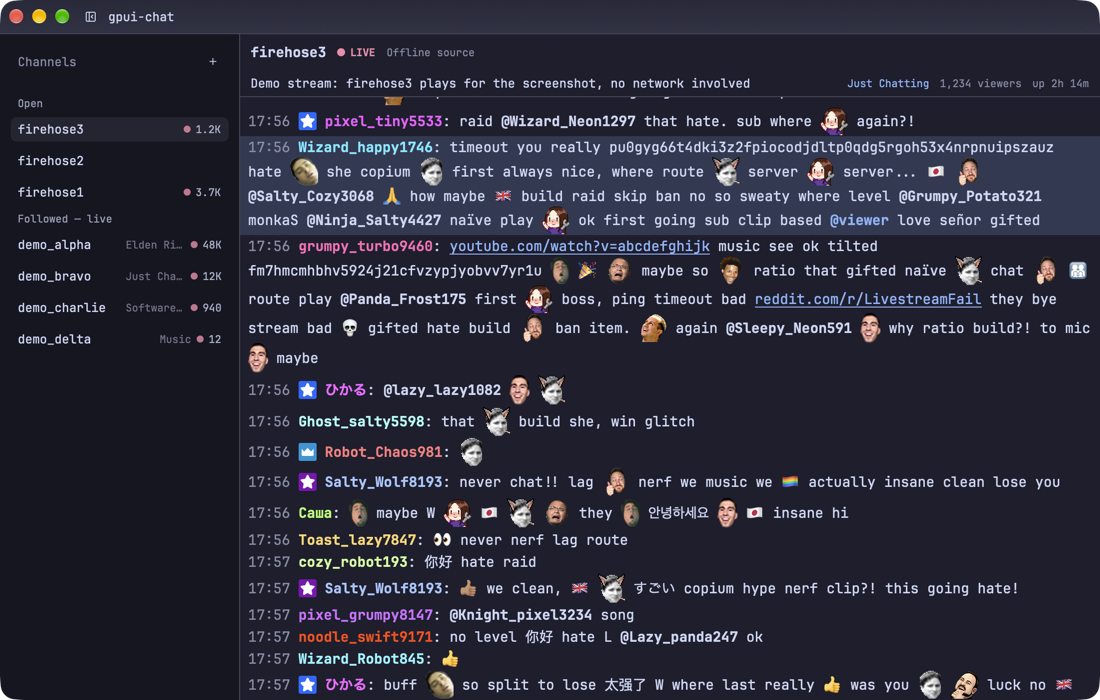 gpui-chat
Channels +
Open
firehose3 1.2K
firehose2
firehose1 3.7K
Followed — live
demo_alpha Elden Ri… 48K
demo_bravo Just Cha… 12K
demo_charlie Software… 940
demo_delta Music 12
firehose3 LIVE Offline source
Demo stream: firehose3 plays for the screenshot, no network involved Just Chatting 1,234 viewers up 2h 14m
17:56 pixel_tiny5533: raid @Wizard_Neon1297 that hate. sub where again?!
17:56 Wizard_happy1746: timeout you really pu0gyg66t4dki3z2fpiocodjdltp0qdg5rgoh53x4nrpnuipszauz
hate she copium first always nice, where route server server...
@Salty_Cozy3068 🙏 how maybe 🇬🇧 build raid skip ban no so sweaty where level @Grumpy_Potato321
monkaS @Ninja_Salty4427 naïve play ok first going sub clip based @viewer love señor gifted
17:56 grumpy_turbo9460: youtube.com/watch?v=abcdefghijk music see ok tilted
fm7hmcmhbhv5924j21cfvzypjyobvv7yr1u 🎉 maybe so ratio that gifted naïve chat
route play @Panda_Frost175 first boss, ping timeout bad reddit.com/r/LivestreamFail they bye
stream bad 💀 gifted hate build ban item. again @Sleepy_Neon591 why ratio build?! to mic
maybe
17:56 ひかる: @lazy_lazy1082
17:56 Ghost_salty5598: that build she, win glitch
17:56 Robot_Chaos981:
17:56 Salty_Wolf8193: never chat!! lag nerf we music we 🏳️‍🌈 actually insane clean lose you
17:56 Саша: maybe W 🇯🇵 they 안녕하세요 🇯🇵 insane hi
17:56 Toast_lazy7847: 👀 never nerf lag route
17:57 cozy_robot193: 你好 hate raid
17:57 Salty_Wolf8193: 👍🏾 we clean, 🇬🇧 すごい copium hype nerf clip?! this going hate!
17:57 pixel_grumpy8147: @Knight_pixel3234 song
17:57 noodle_swift9171: no level 你好 hate L @Lazy_panda247 ok
17:57 Wizard_Robot845: 👍
17:57 ひかる: buff so split to lose 太强了 W where last really 👍 was you luck no 🇬🇧